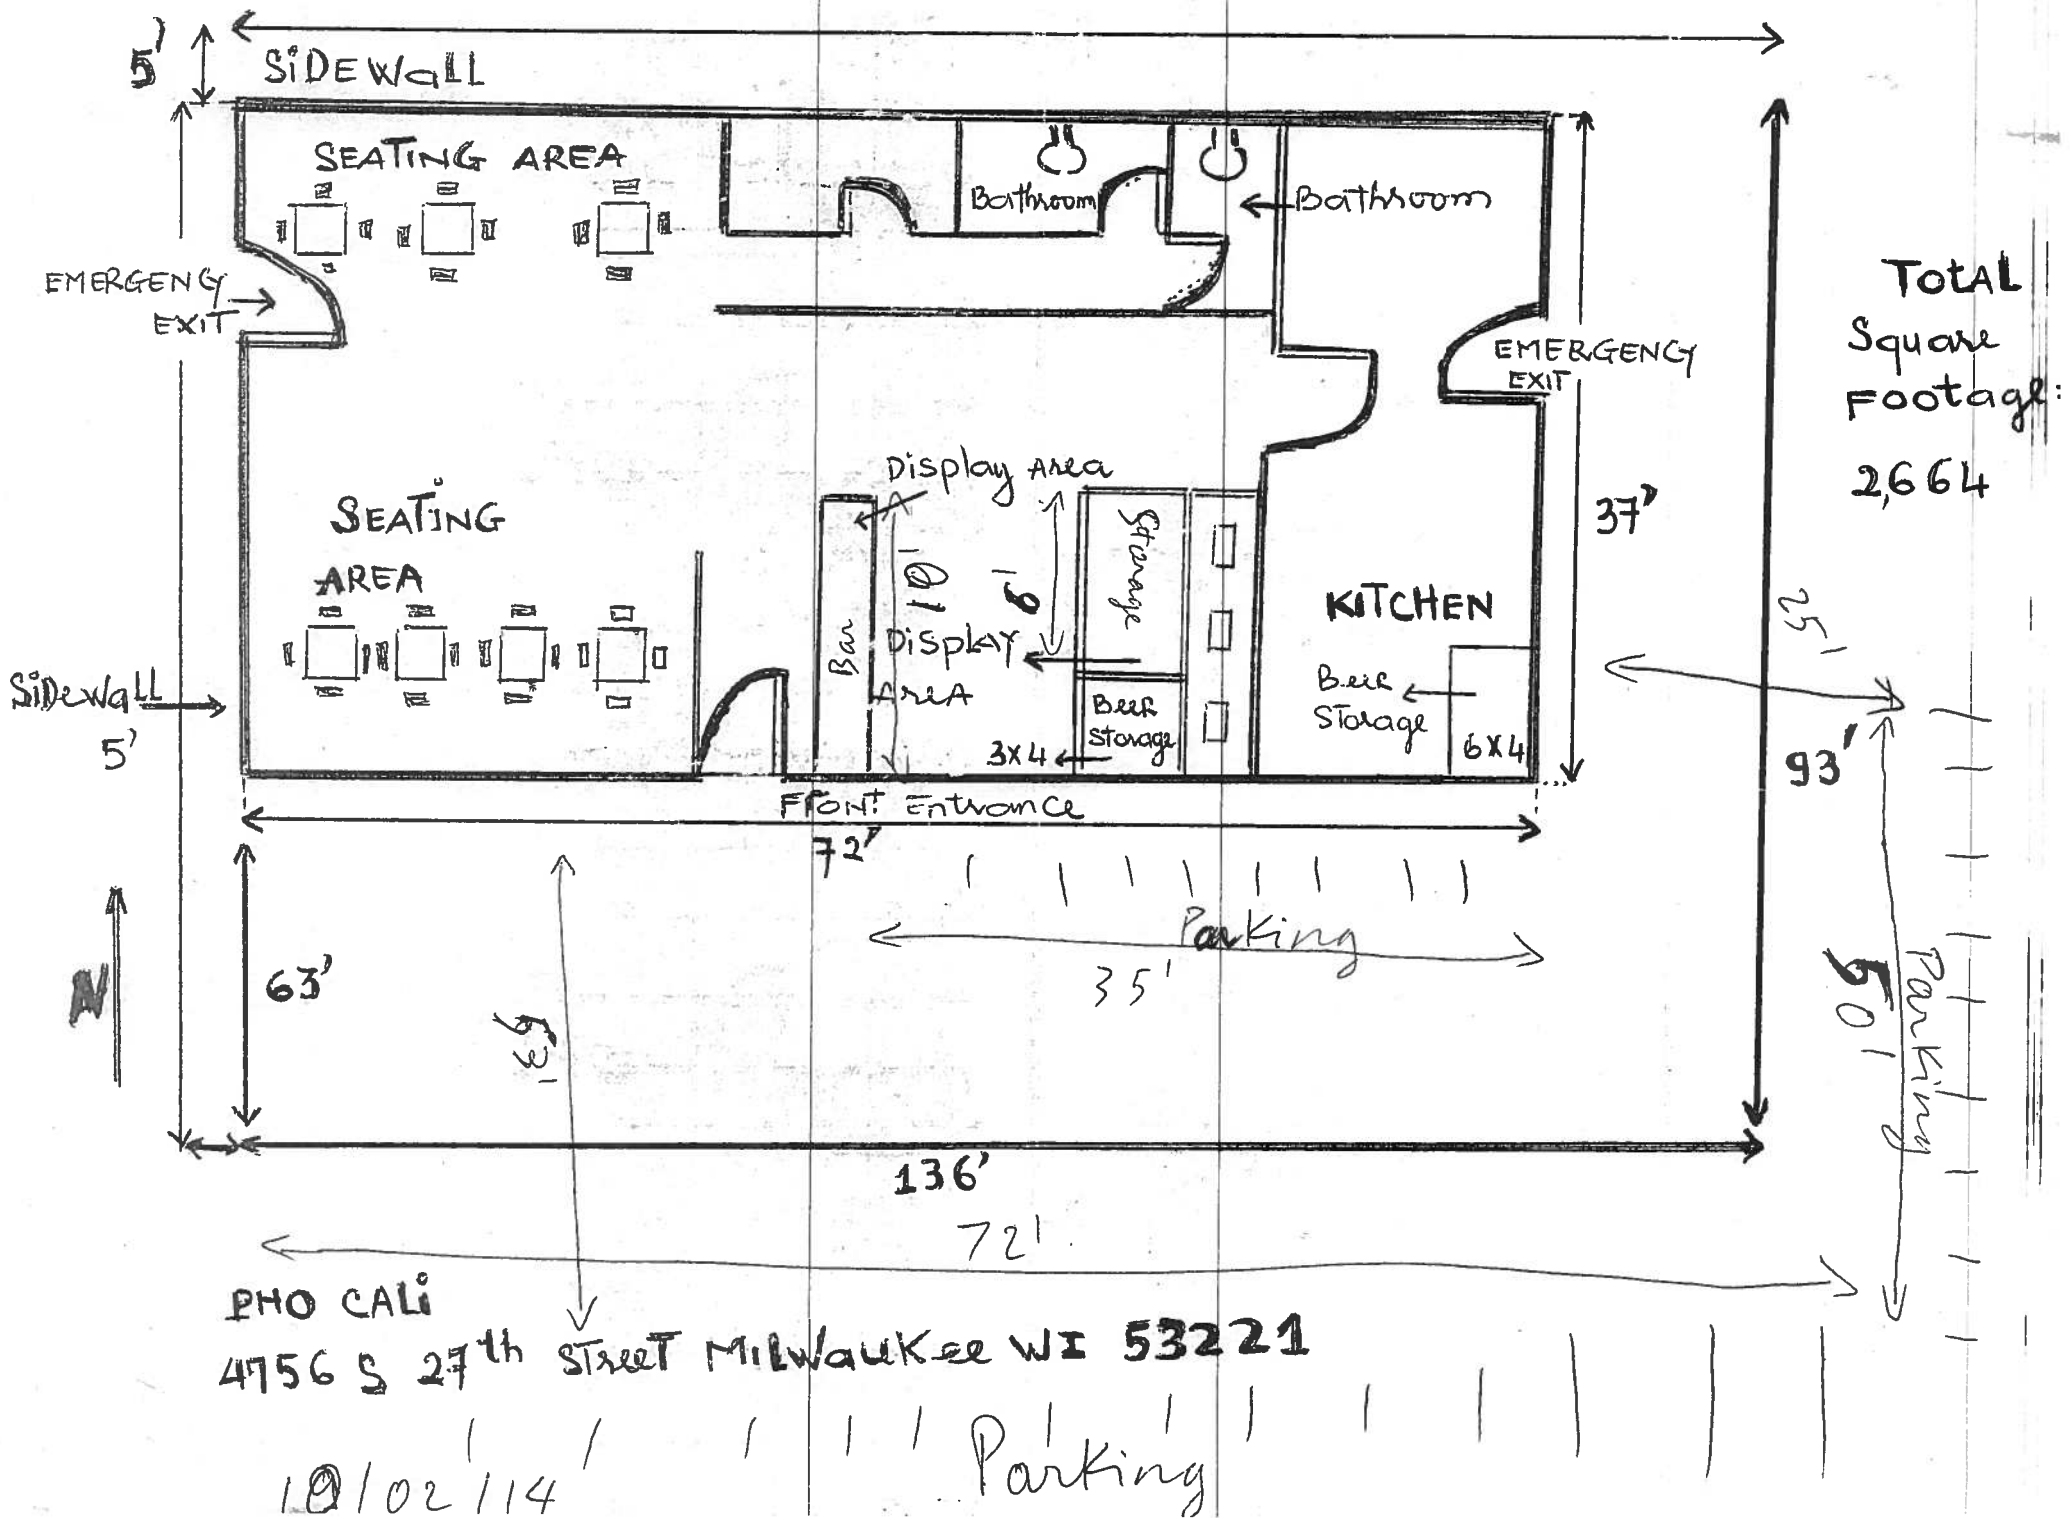 5'
SiDEWaLL
SEATING AREA
Bathroom
Bathroom
EMERGENCY
EXIT
EMERGENCY
EXIT
TOtAL
Square
Footage:
2,664
Display Area
SEATiNG
AREA
10'
6'
Storage
37'
KITCHEN
25'
Bar
Display
AreA
Beer
Storage
3x4
Beer
Storage
6x4
SiDewaLL
5'
93'
Front Entrance
72'
Parking
35'
63'
N
63'
50'
Parking
136'
72'
PHO CALi
4756 S 27th Street MilwauKee WI 53221
Parking
10/02/14